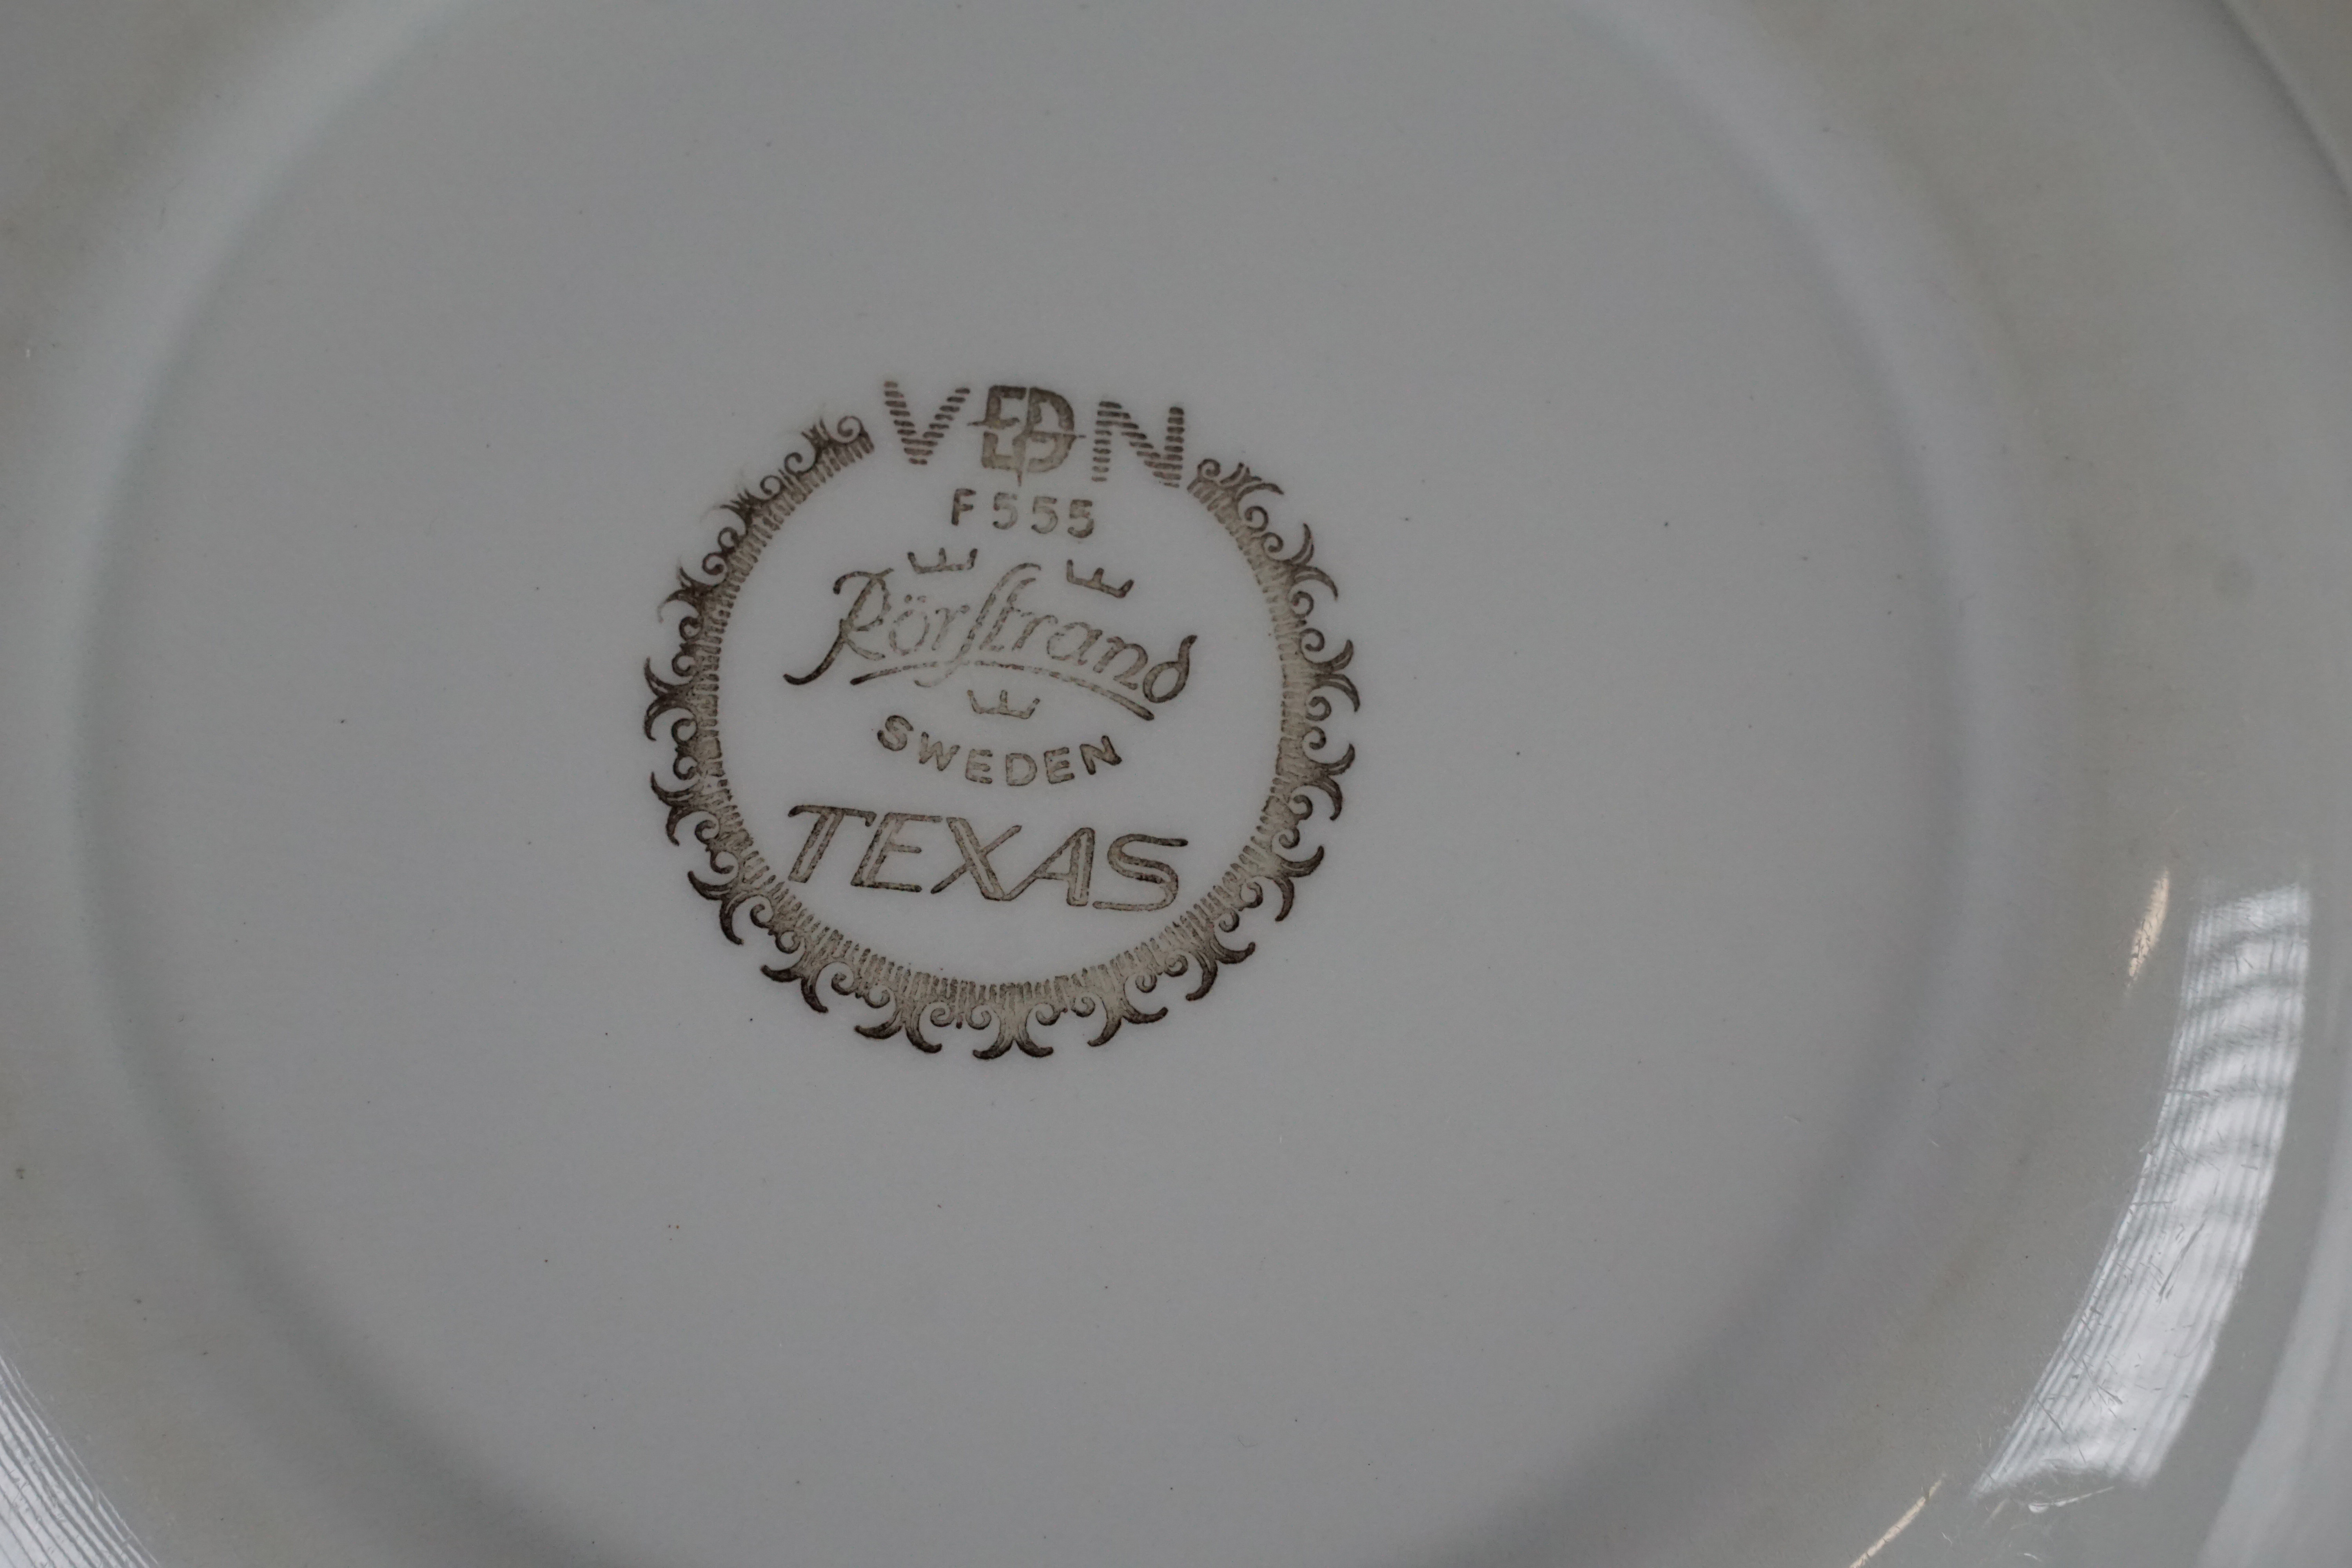 VDN
F555
Rörstrand
SWEDEN
TEXAS